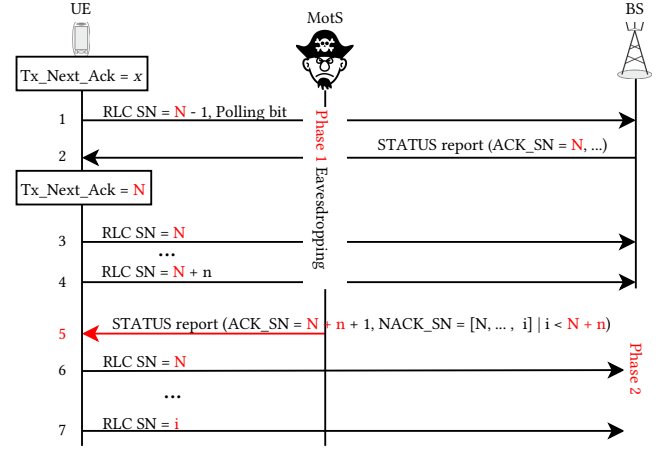 UE
MotS
BS
Tx_Next_Ack = x
1 RLC SN = N - 1, Polling bit
2 STATUS report (ACK_SN = N, ...)
Tx_Next_Ack = N
3 RLC SN = N
...
4 RLC SN = N + n
Phase 1 Eavesdropping
5 STATUS report (ACK_SN = N + n + 1, NACK_SN = [N, ... , i] | i < N + n)
6 RLC SN = N
...
7 RLC SN = i
Phase 2